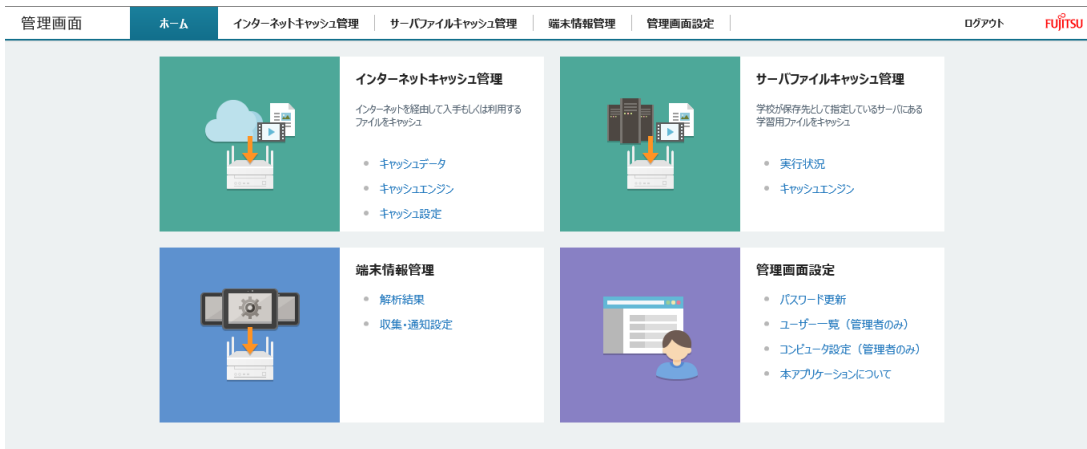 管理画面
ホーム
インターネットキャッシュ管理
サーバファイルキャッシュ管理
端末情報管理
管理画面設定
ログアウト
FUJITSU
インターネットキャッシュ管理
インターネットを経由して入手もしくは利用する
ファイルをキャッシュ
キャッシュデータ
キャッシュエンジン
キャッシュ設定
サーバファイルキャッシュ管理
学校が保存先として指定しているサーバにある
学習用ファイルをキャッシュ
実行状況
キャッシュエンジン
端末情報管理
解析結果
収集・通知設定
管理画面設定
パスワード更新
ユーザー一覧（管理者のみ）
コンピュータ設定（管理者のみ）
本アプリケーションについて